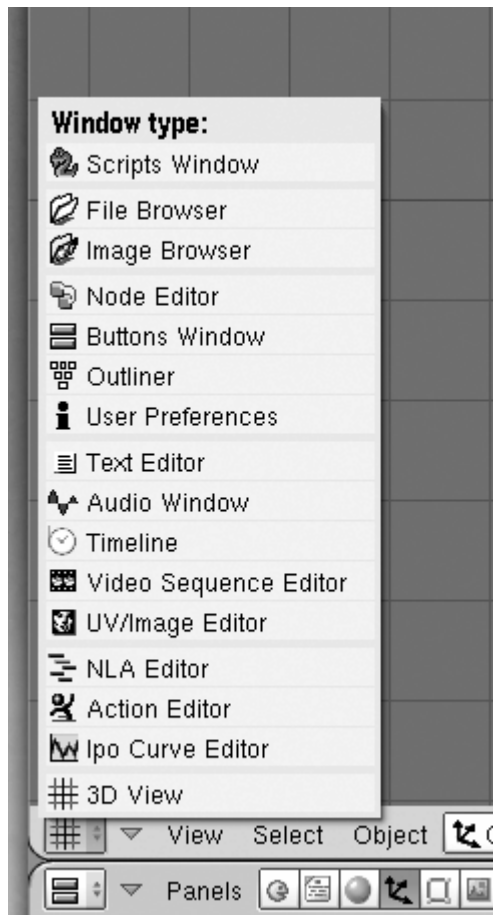 Window type:
Scripts Window
File Browser
Image Browser
Node Editor
Buttons Window
Outliner
User Preferences
Text Editor
Audio Window
Timeline
Video Sequence Editor
UV/Image Editor
NLA Editor
Action Editor
Ipo Curve Editor
3D View
View Select Object
Panels